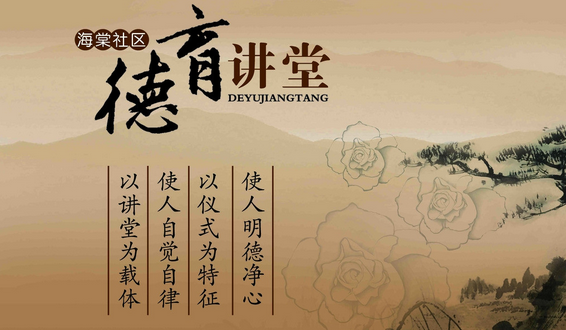 海棠社区
德育讲堂
DEYUJIANGTANG
以讲堂为载体
使人自觉自律
以仪式为特征
使人明德净心